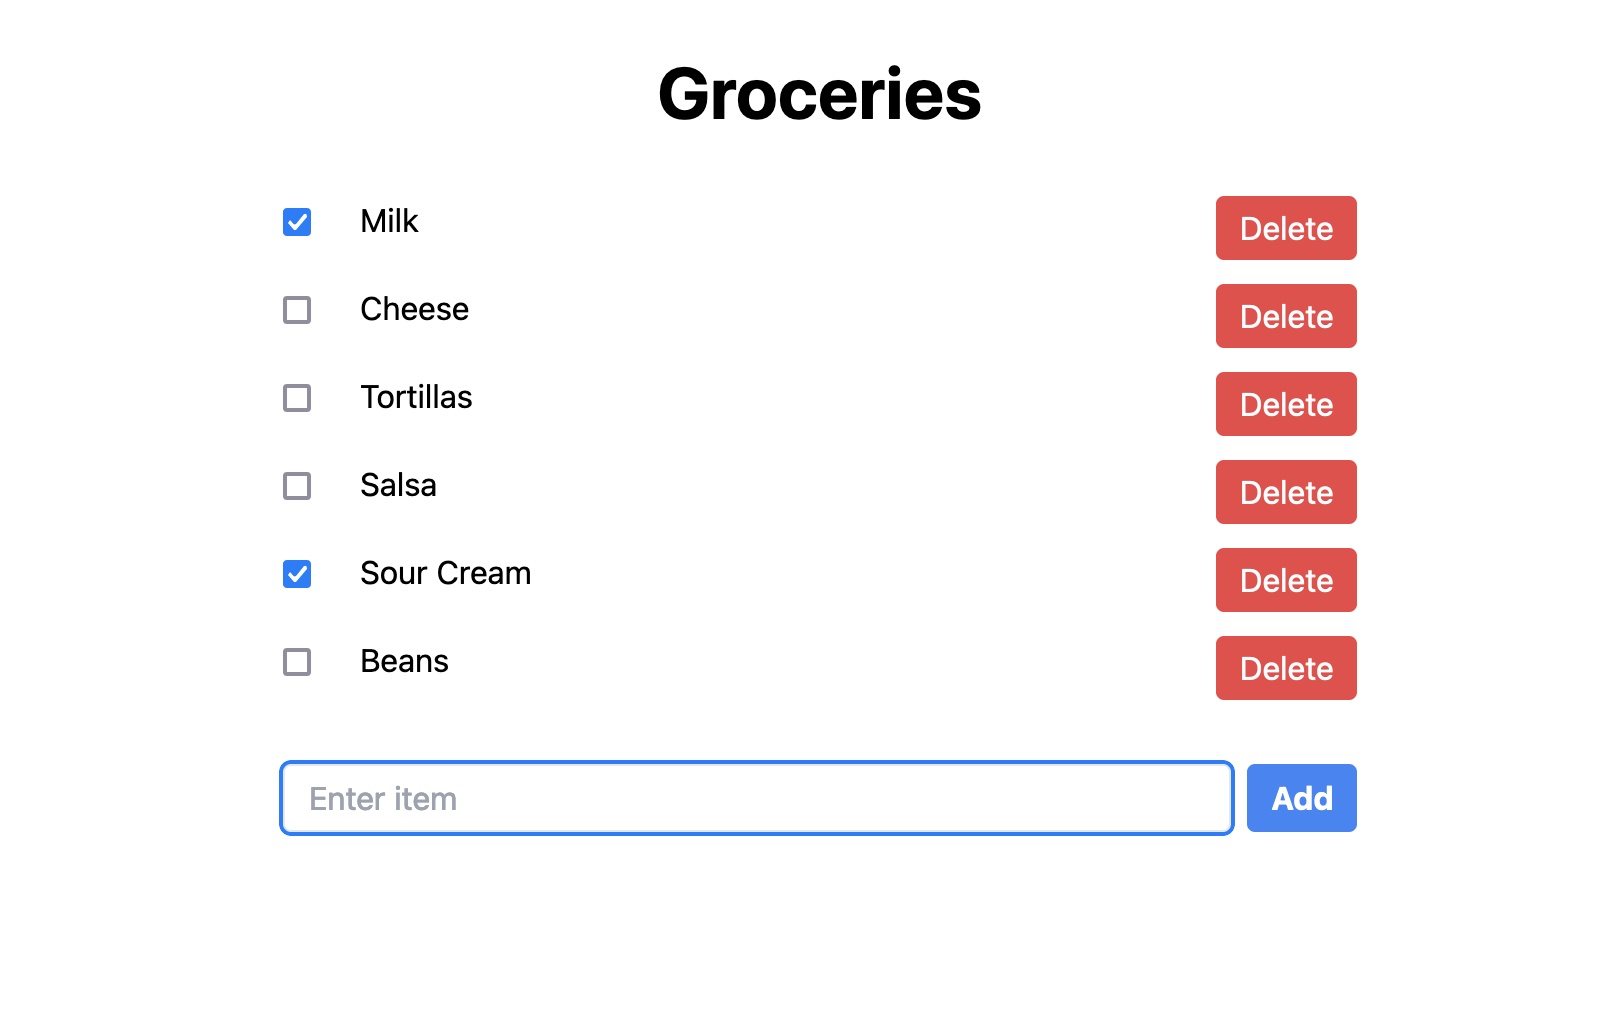 Groceries
Milk Delete
Cheese Delete
Tortillas Delete
Salsa Delete
Sour Cream Delete
Beans Delete
Enter item Add